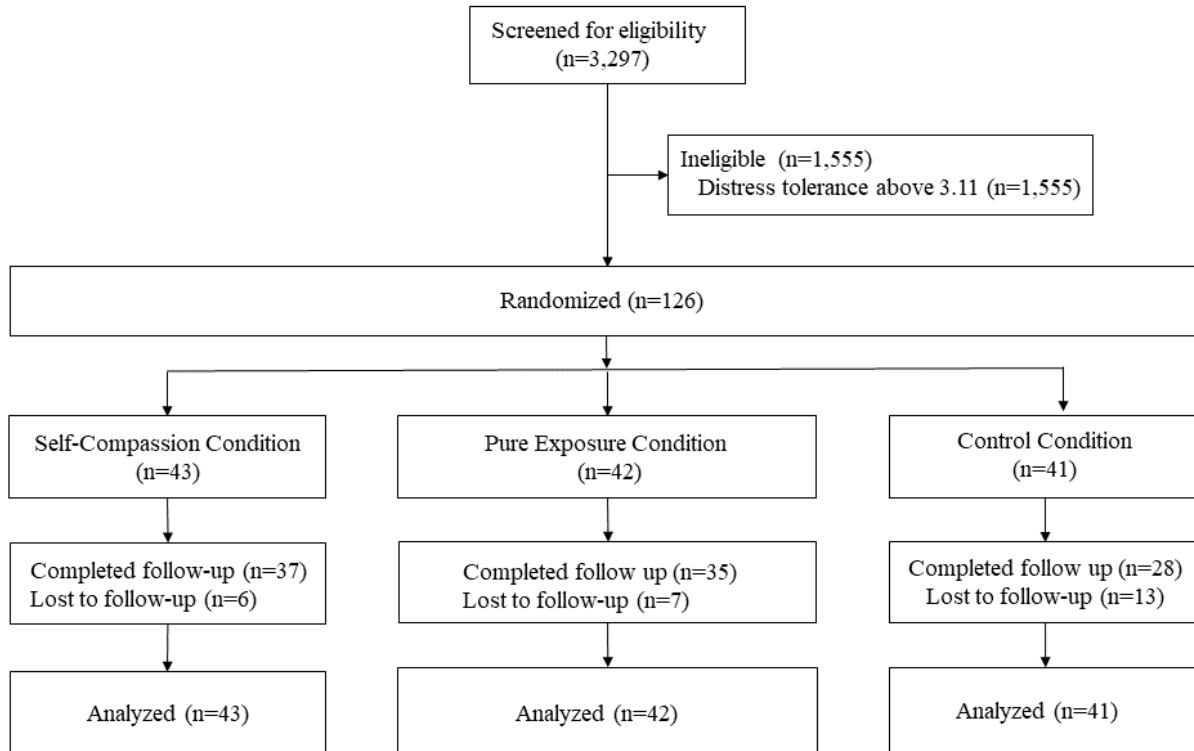 Screened for eligibility
(n=3,297)
Ineligible (n=1,555)
Distress tolerance above 3.11 (n=1,555)
Randomized (n=126)
Self-Compassion Condition
(n=43)
Pure Exposure Condition
(n=42)
Control Condition
(n=41)
Completed follow-up (n=37)
Lost to follow-up (n=6)
Completed follow up (n=35)
Lost to follow-up (n=7)
Completed follow up (n=28)
Lost to follow-up (n=13)
Analyzed (n=43)
Analyzed (n=42)
Analyzed (n=41)